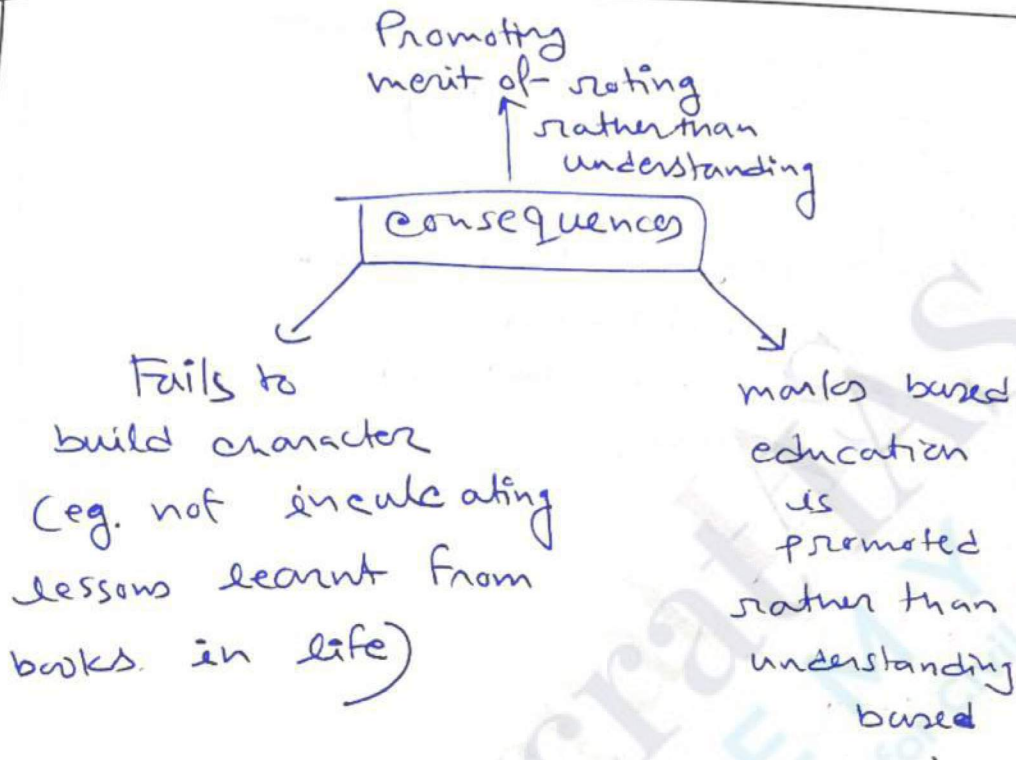 Promoting
merit of roting
rather than
understanding
consequences
Fails to
build character
(eg. not inculcating
lessons learnt from
books. in life)
marks based
education
is
promoted
rather than
understanding
based